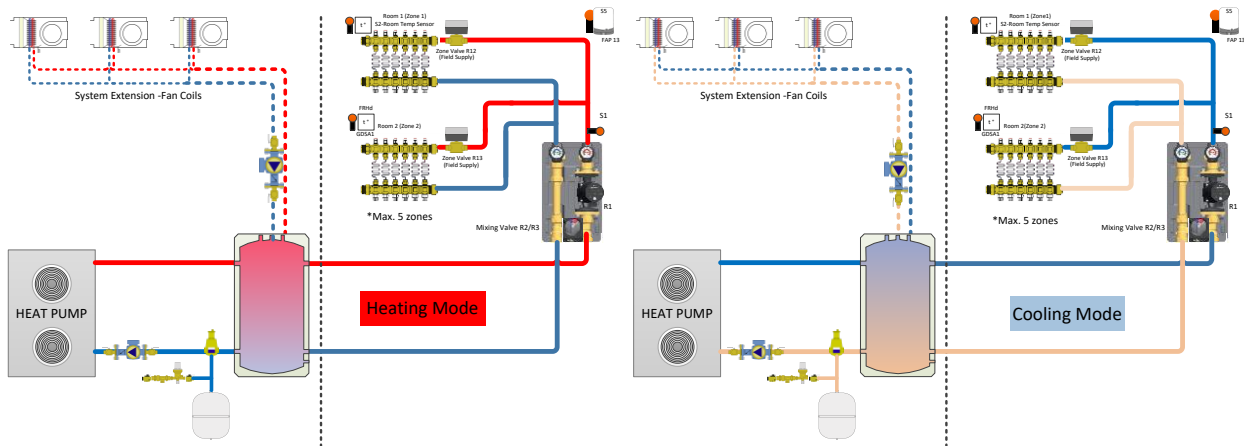 Room 1 (Zone 1)
S2-Room Temp Sensor
t°
S5
FAP 13
Zone Valve R12
(Field Supply)
System Extension -Fan Coils
FRHd
t°
GDSA1
Room 2 (Zone 2)
S1
Zone Valve R13
(Field Supply)
R1
*Max. 5 zones
Mixing Valve R2/R3
HEAT PUMP
Heating Mode
Room 1 (Zone1)
S2-Room Temp Sensor
t°
S5
FAP 13
Zone Valve R12
(Field Supply)
System Extension -Fan Coils
FRHd
t°
GDSA1
Room 2(Zone 2)
S1
Zone Valve R13
(Field Supply)
R1
*Max. 5 zones
Mixing Valve R2/R3
HEAT PUMP
Cooling Mode